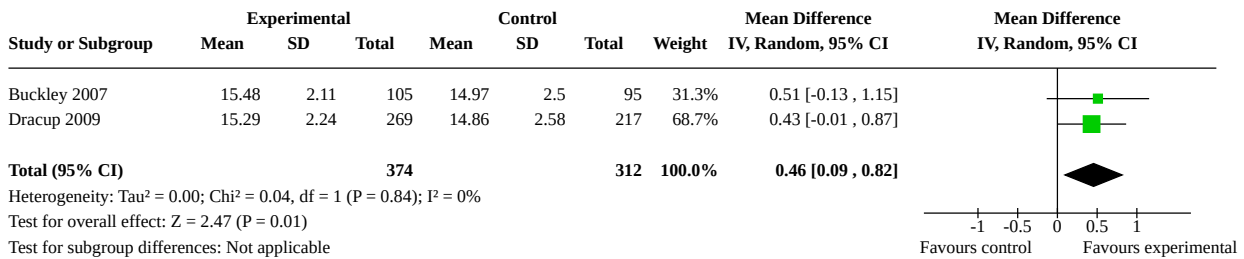 Experimental Control Mean Difference Mean Difference
Study or Subgroup Mean SD Total Mean SD Total Weight IV, Random, 95% CI IV, Random, 95% CI
Buckley 2007 15.48 2.11 105 14.97 2.5 95 31.3% 0.51 [-0.13 , 1.15]
Dracup 2009 15.29 2.24 269 14.86 2.58 217 68.7% 0.43 [-0.01 , 0.87]
Total (95% CI) 374 312 100.0% 0.46 [0.09 , 0.82]
Heterogeneity: Tau² = 0.00; Chi² = 0.04, df = 1 (P = 0.84); I² = 0%
Test for overall effect: Z = 2.47 (P = 0.01)
Test for subgroup differences: Not applicable
-1 -0.5 0 0.5 1
Favours control Favours experimental